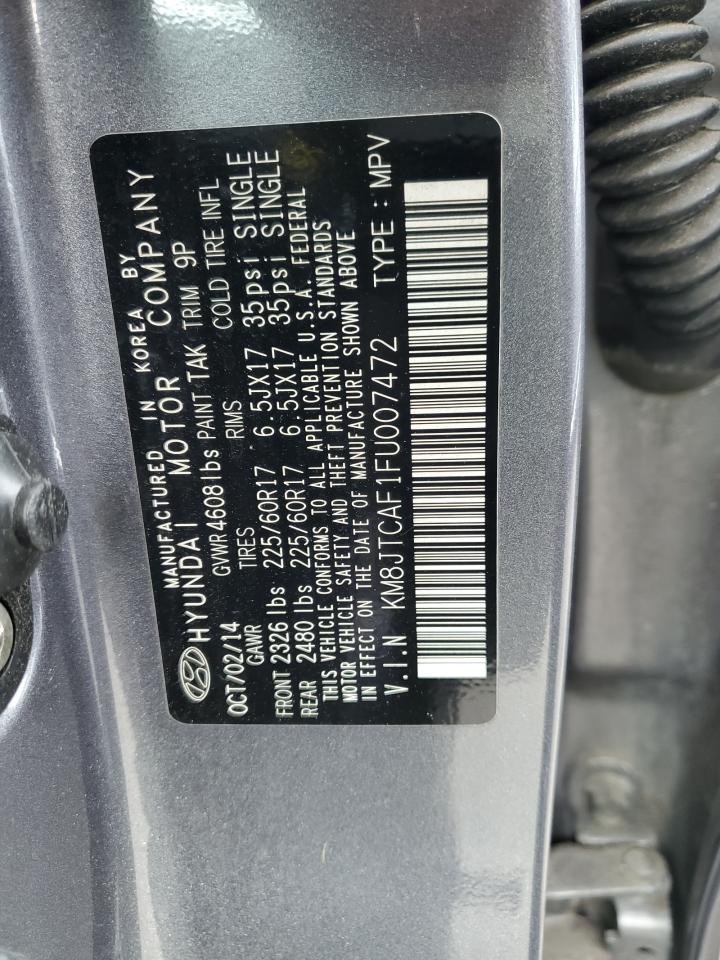 MANUFACTURED IN KOREA BY
HYUNDAI MOTOR COMPANY
OCT/02/14 GVWR 4608lbs PAINT TAK TRIM 9P
GAWR TIRES RIMS COLD TIRE INFL
FRONT 2326 lbs 225/60R17 6.5JX17 35psi SINGLE
REAR 2480 lbs 225/60R17 6.5JX17 35psi SINGLE
THIS VEHICLE CONFORMS TO ALL APPLICABLE U.S.A. FEDERAL
MOTOR VEHICLE SAFETY AND THEFT PREVENTION STANDARDS
IN EFFECT ON THE DATE OF MANUFACTURE SHOWN ABOVE
V.I.N KM8JTCAF1FU007472 TYPE : MPV